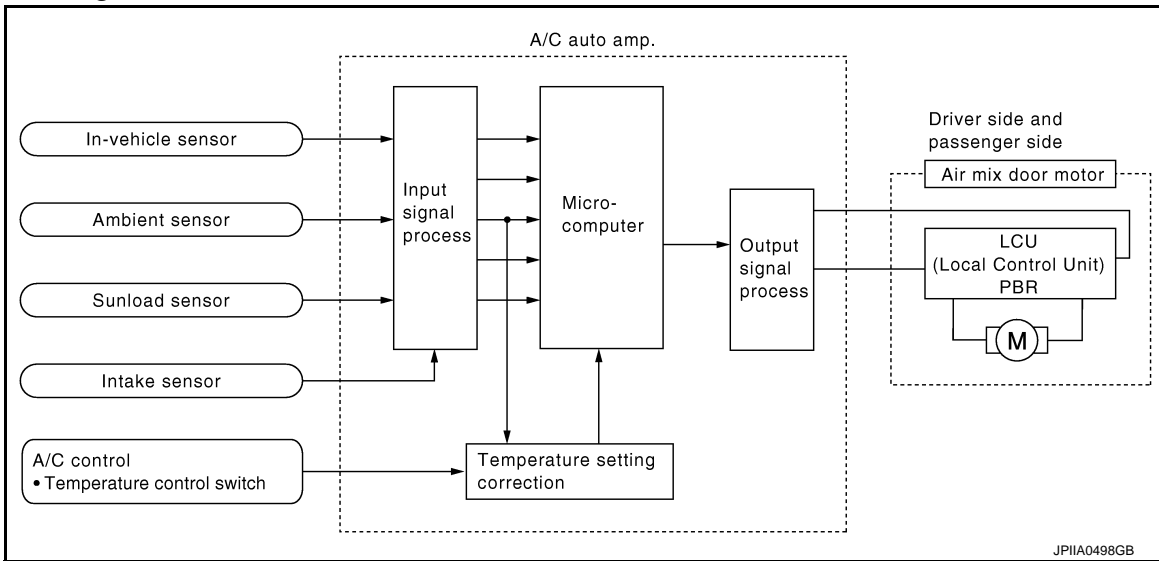 A/C auto amp.
In-vehicle sensor
Ambient sensor
Sunload sensor
Intake sensor
A/C control
• Temperature control switch
Input
signal
process
Micro-
computer
Temperature setting
correction
Output
signal
process
Driver side and
passenger side
Air mix door motor
LCU
(Local Control Unit)
PBR
M
JPIIA0498GB